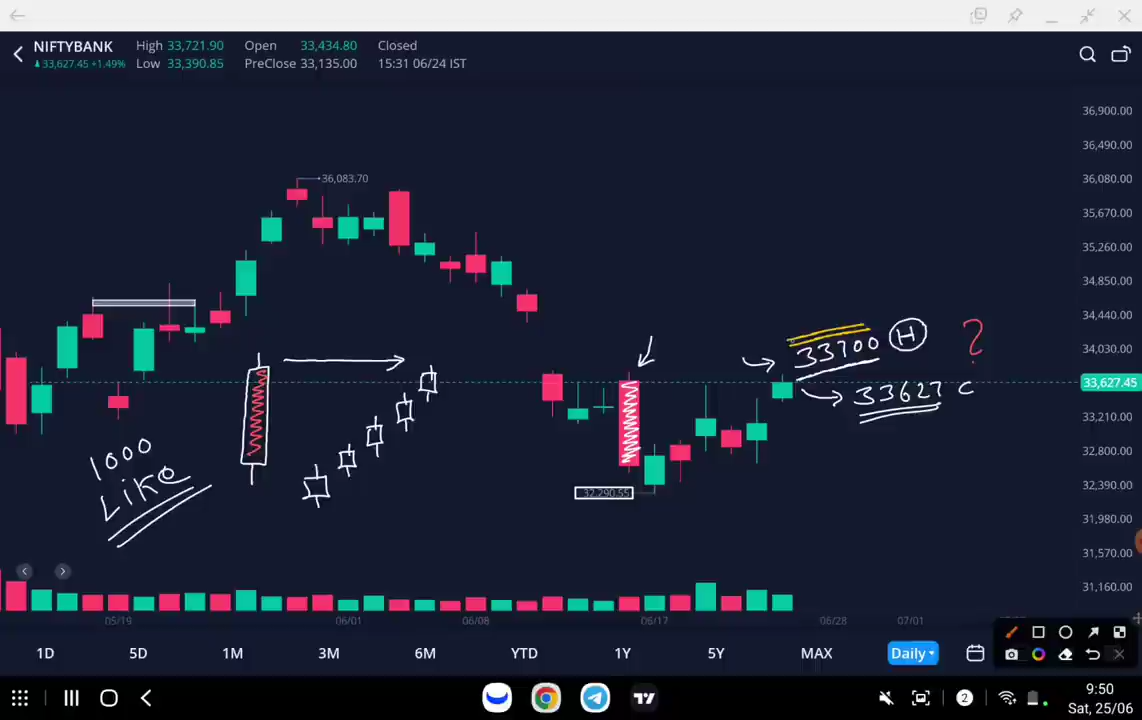 NIFTYBANK High 33,721.90 Open 33,434.80 Closed
▲33,627.45 +1.49% Low 33,390.85 PreClose 33,135.00 15:31 06/24 IST
36,900.00
36,490.00
36,083.70
36,080.00
35,670.00
35,260.00
34,850.00
34,440.00
33700 H ?
34,030.00
33,627.45
33627 C
33,210.00
1000
Like
32,800.00
32,390.00
32,290.55
31,980.00
31,570.00
31,160.00
05/19 06/01 06/08 06/17 06/28 07/01
1D 5D 1M 3M 6M YTD 1Y 5Y MAX Daily
2 9:50
Sat, 25/06